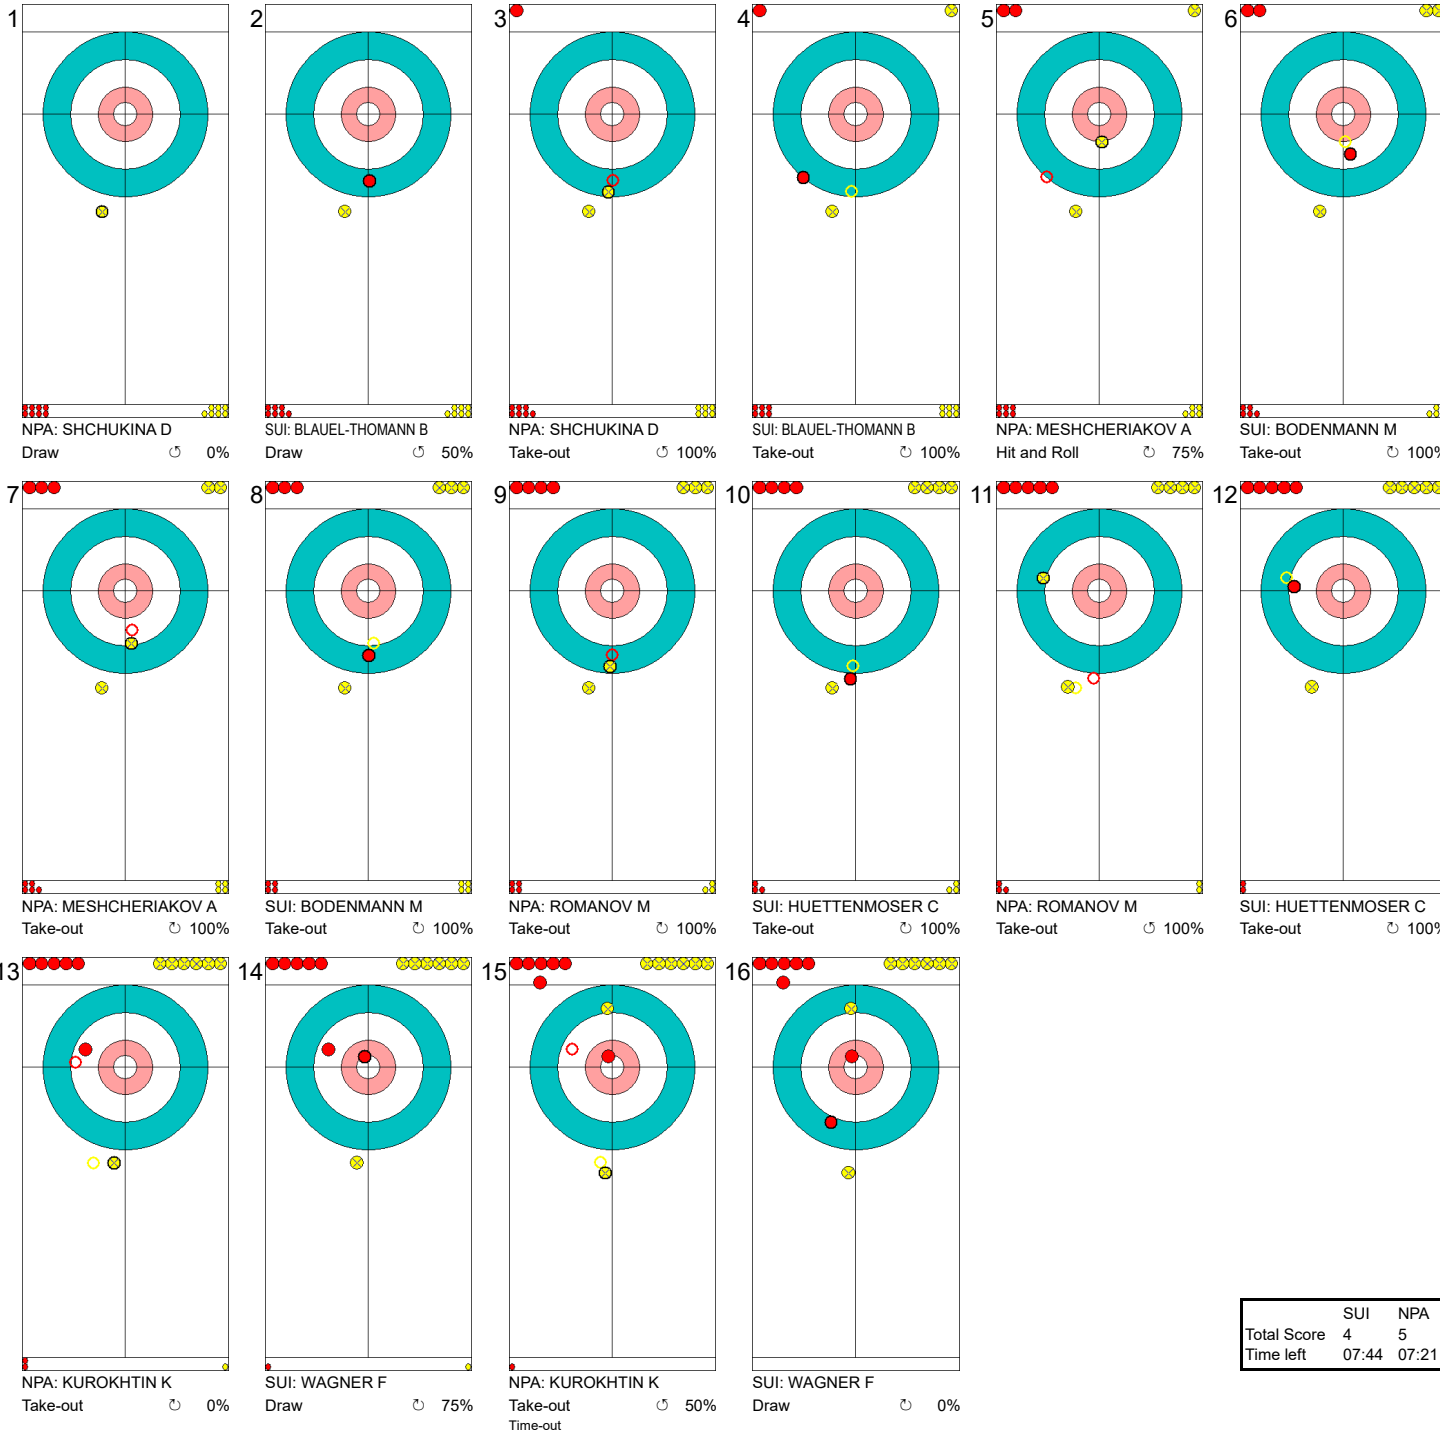 1 2 3 4 5 6
NPA: SHCHUKINA D SUI: BLAUEL-THOMANN B NPA: SHCHUKINA D SUI: BLAUEL-THOMANN B NPA: MESHCHERIAKOV A SUI: BODENMANN M
Draw 0% Draw 50% Take-out 100% Take-out 100% Hit and Roll 75% Take-out 100%
7 8 9 10 11 12
NPA: MESHCHERIAKOV A SUI: BODENMANN M NPA: ROMANOV M SUI: HUETTENMOSER C NPA: ROMANOV M SUI: HUETTENMOSER C
Take-out 100% Take-out 100% Take-out 100% Take-out 100% Take-out 100% Take-out 100%
13 14 15 16
SUI NPA
Total Score 4 5
Time left 07:44 07:21
NPA: KUROKHTIN K SUI: WAGNER F NPA: KUROKHTIN K SUI: WAGNER F
Take-out 0% Draw 75% Take-out 50% Draw 0%
Time-out